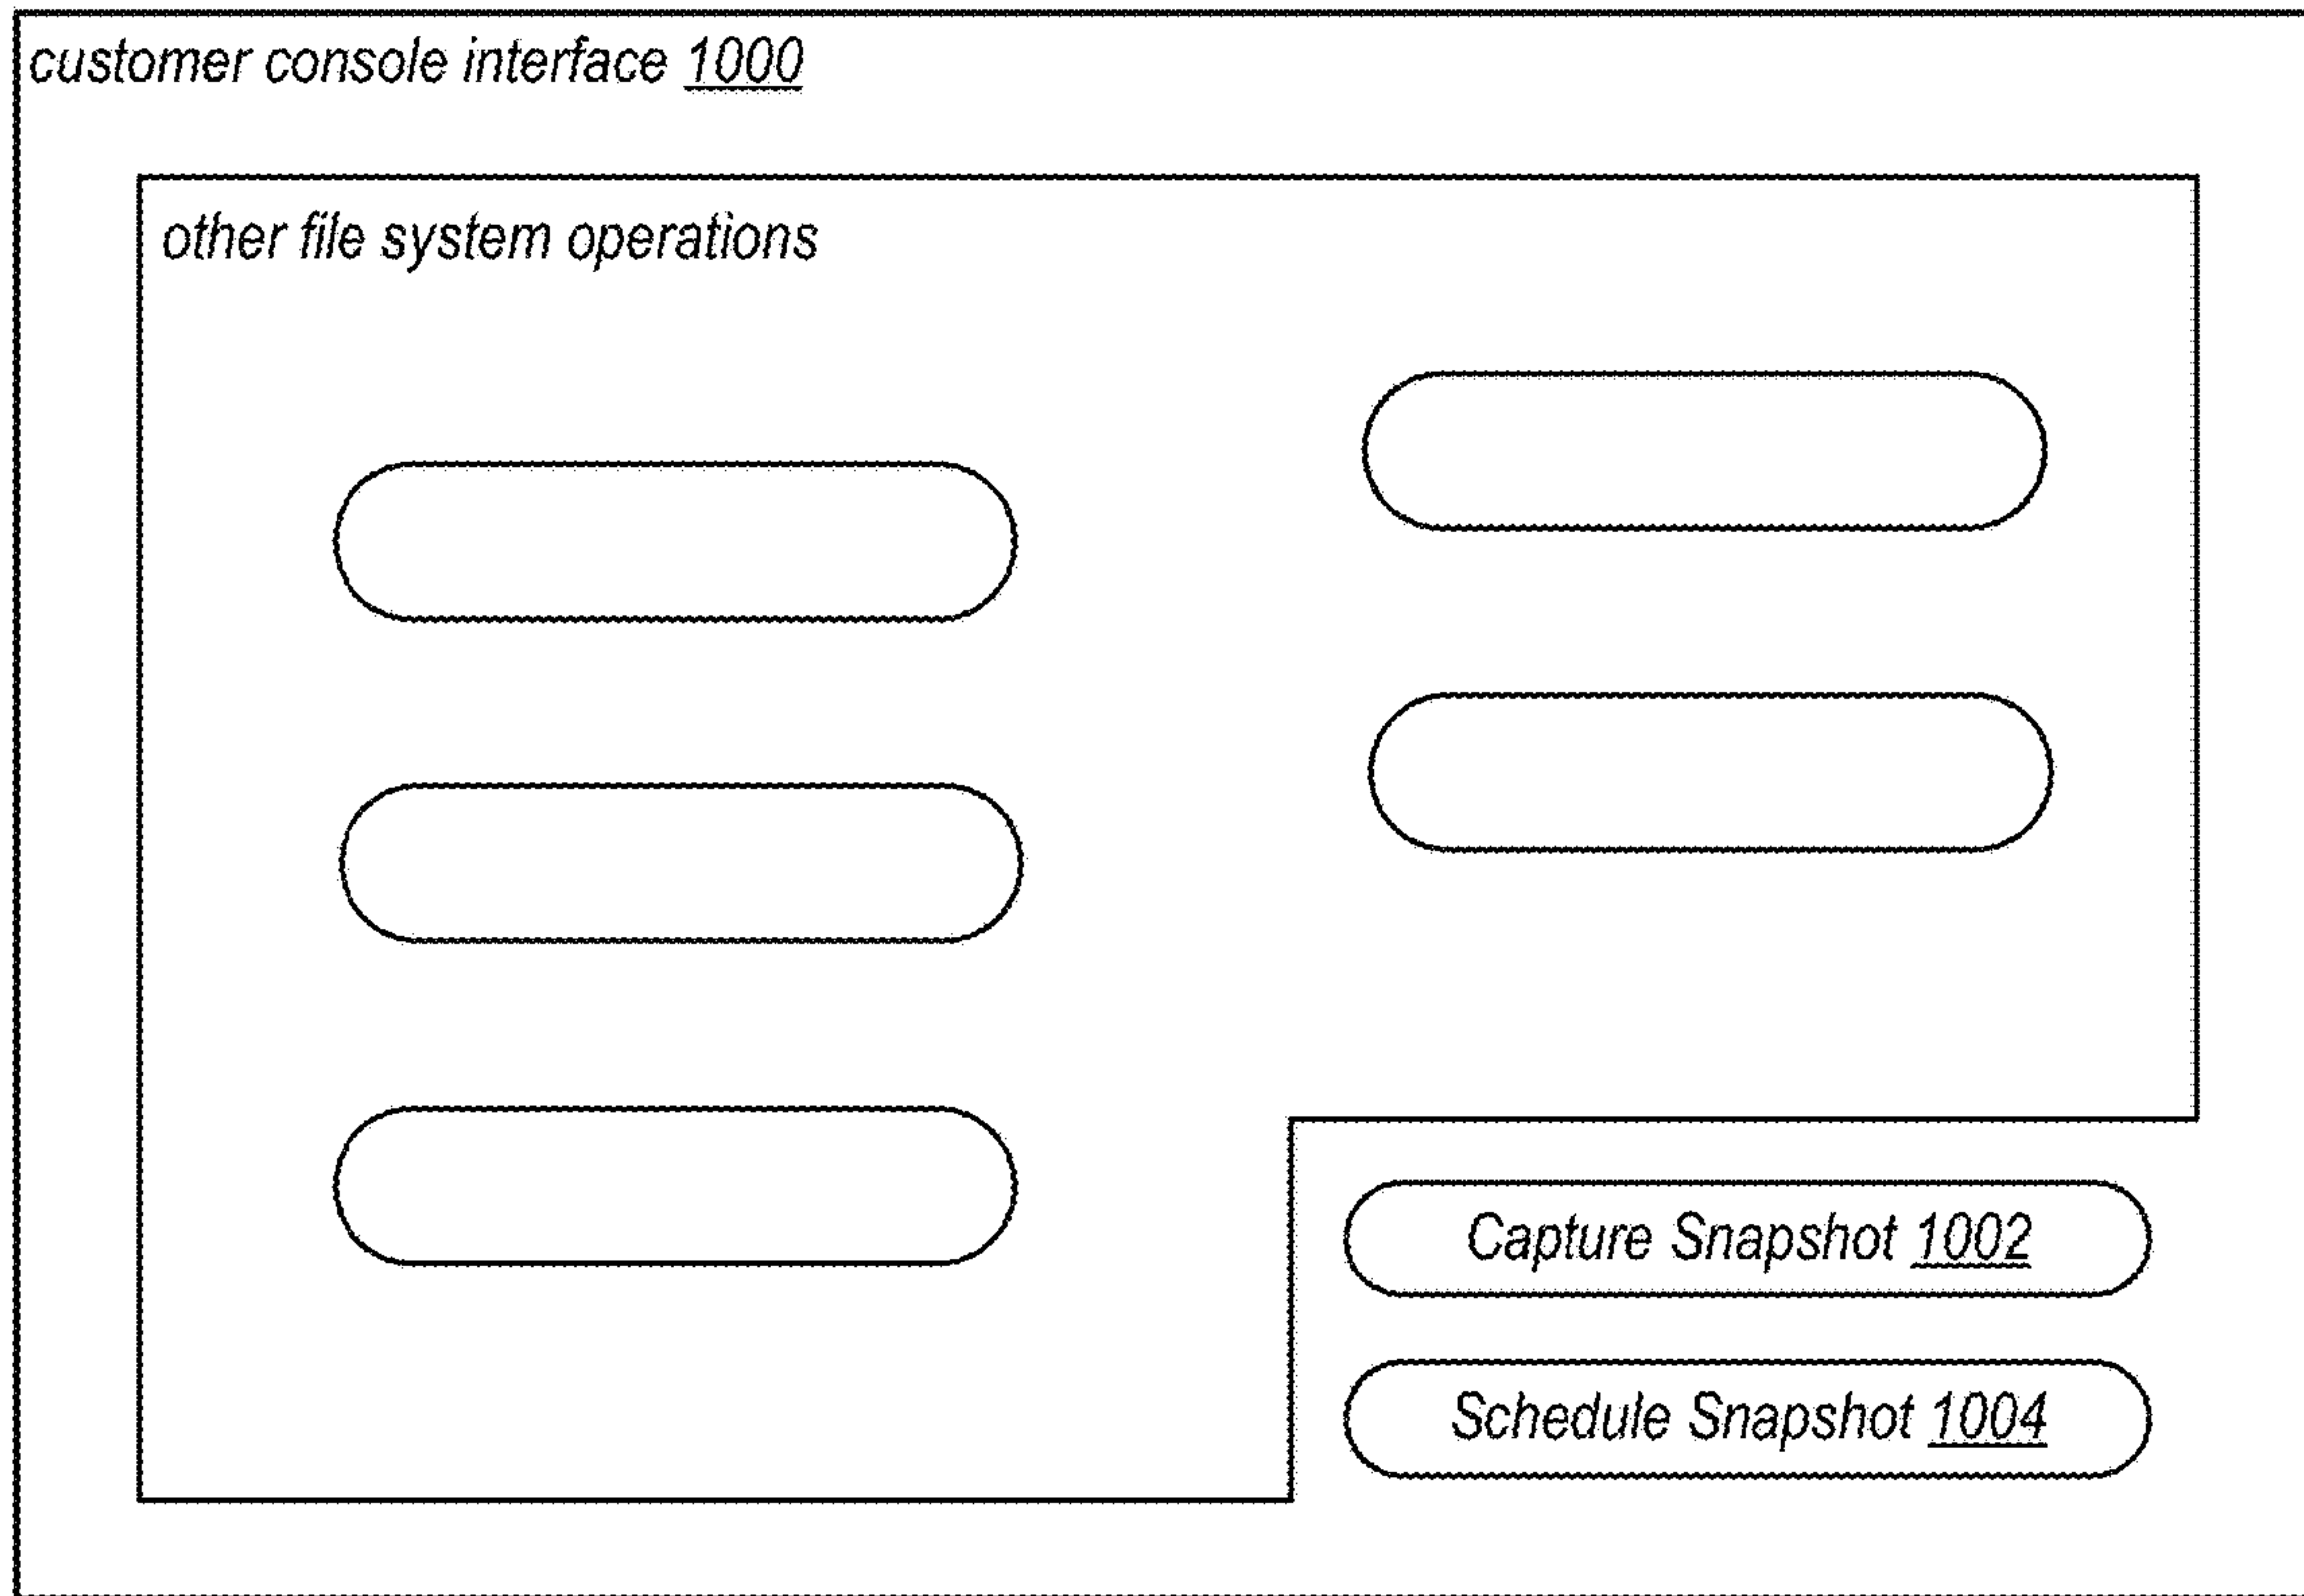 customer console interface 1000
other file system operations
Capture Snapshot 1002
Schedule Snapshot 1004